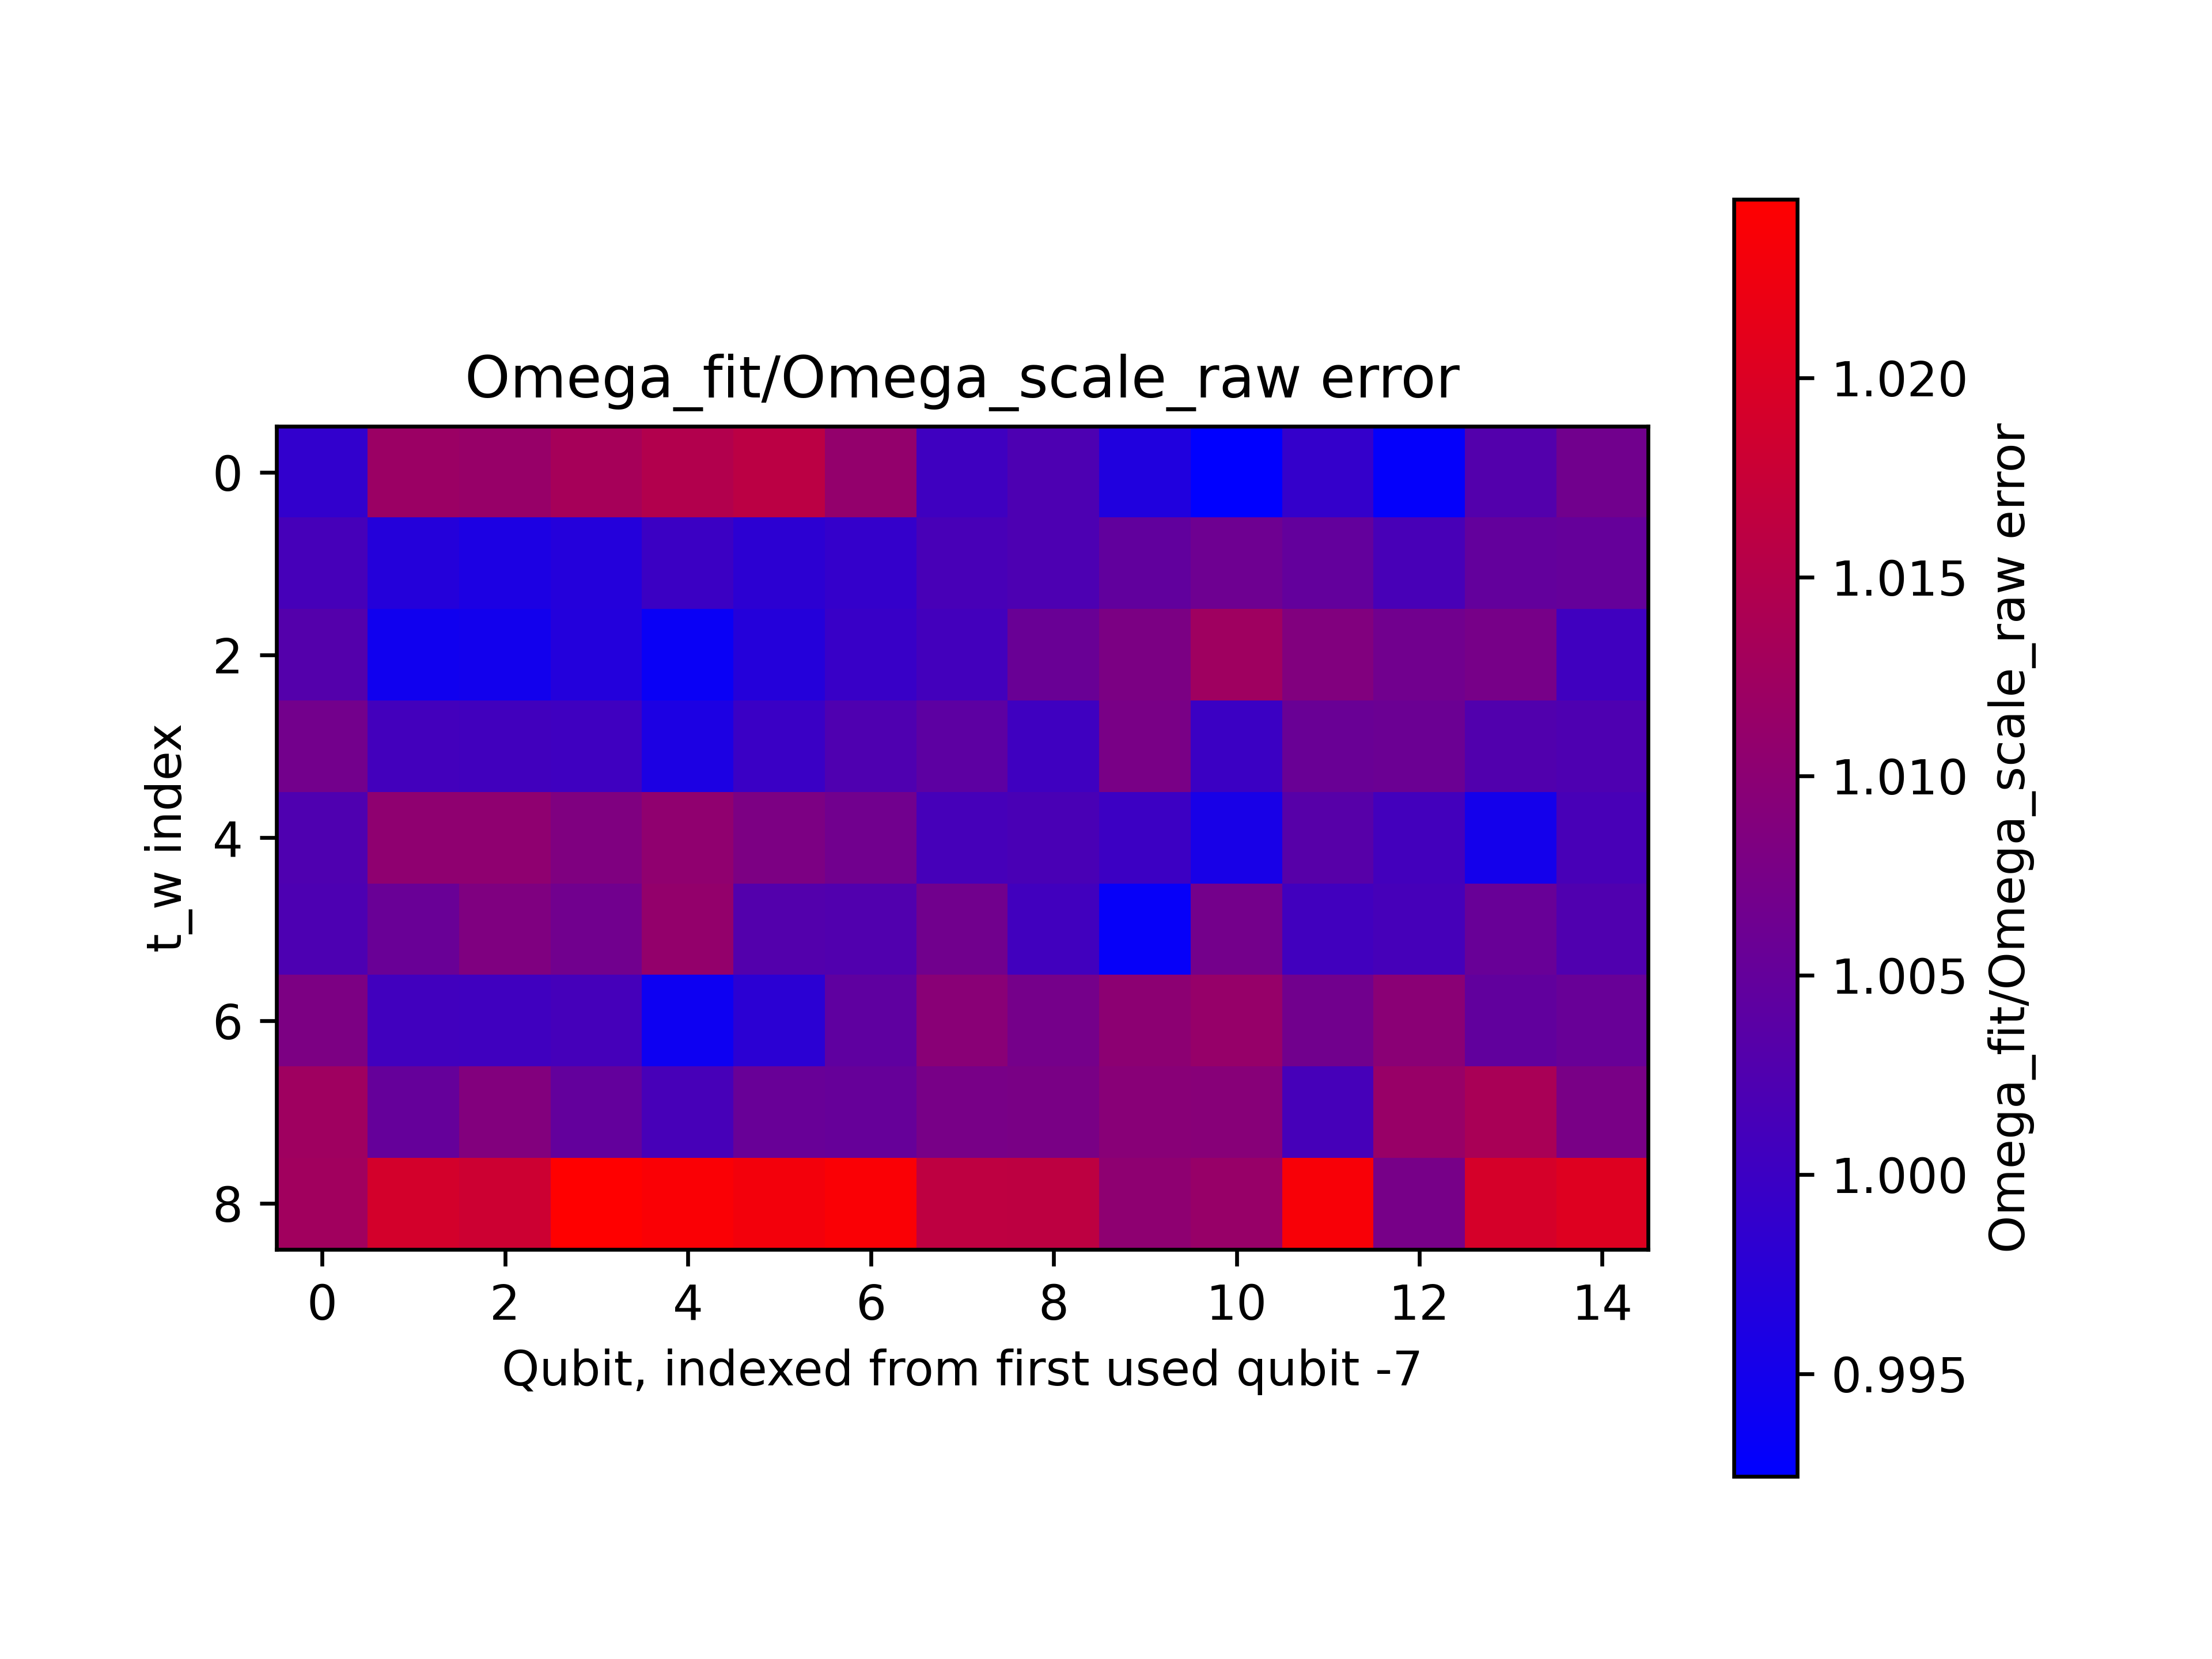 Omega_fit/Omega_scale_raw error
0
2
4
6
8
t_w index
0 2 4 6 8 10 12 14
Qubit, indexed from first used qubit -7
1.020
1.015
1.010
1.005
1.000
0.995
Omega_fit/Omega_scale_raw error